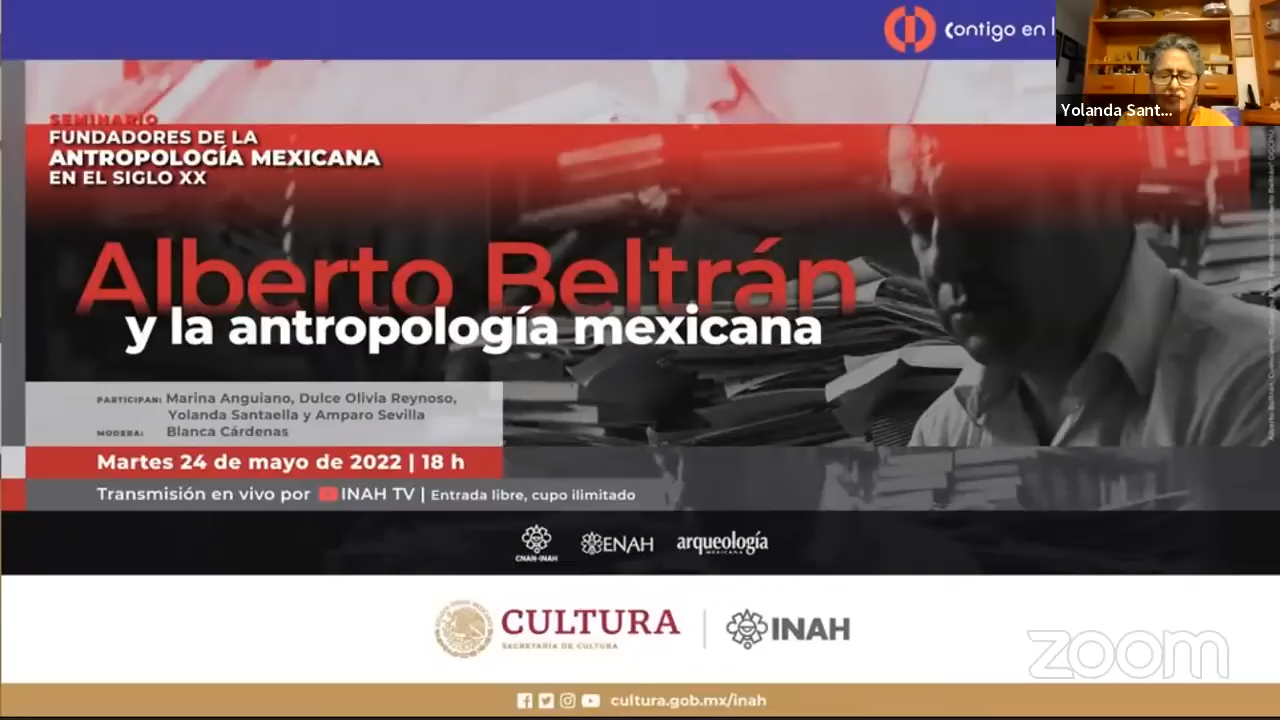 Contigo en l
Yolanda Sant...
SEMINARIO
FUNDADORES DE LA
ANTROPOLOGÍA MEXICANA
EN EL SIGLO XX
Alberto Beltrán
y la antropología mexicana
PARTICIPAN: Marina Anguiano, Dulce Olivia Reynoso,
Yolanda Santaella y Amparo Sevilla
MODERA: Blanca Cárdenas
Martes 24 de mayo de 2022 | 18 h
Transmisión en vivo por INAH TV | Entrada libre, cupo ilimitado
CNAN-INAH
ENAH
arqueología
MEXICANA
CULTURA
SECRETARÍA DE CULTURA
INAH
zoom
cultura.gob.mx/inah